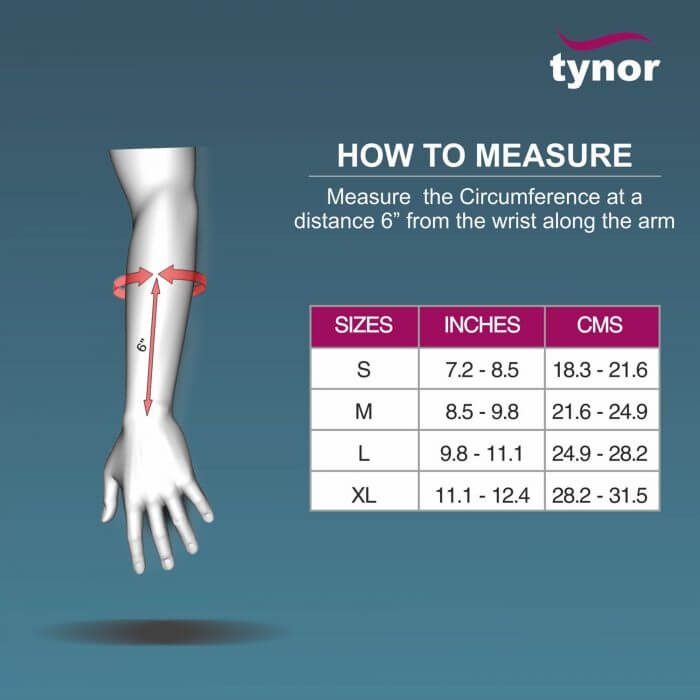 tynor
HOW TO MEASURE
Measure the Circumference at a
distance 6” from the wrist along the arm
6”
SIZES INCHES CMS
S 7.2 - 8.5 18.3 - 21.6
M 8.5 - 9.8 21.6 - 24.9
L 9.8 - 11.1 24.9 - 28.2
XL 11.1 - 12.4 28.2 - 31.5